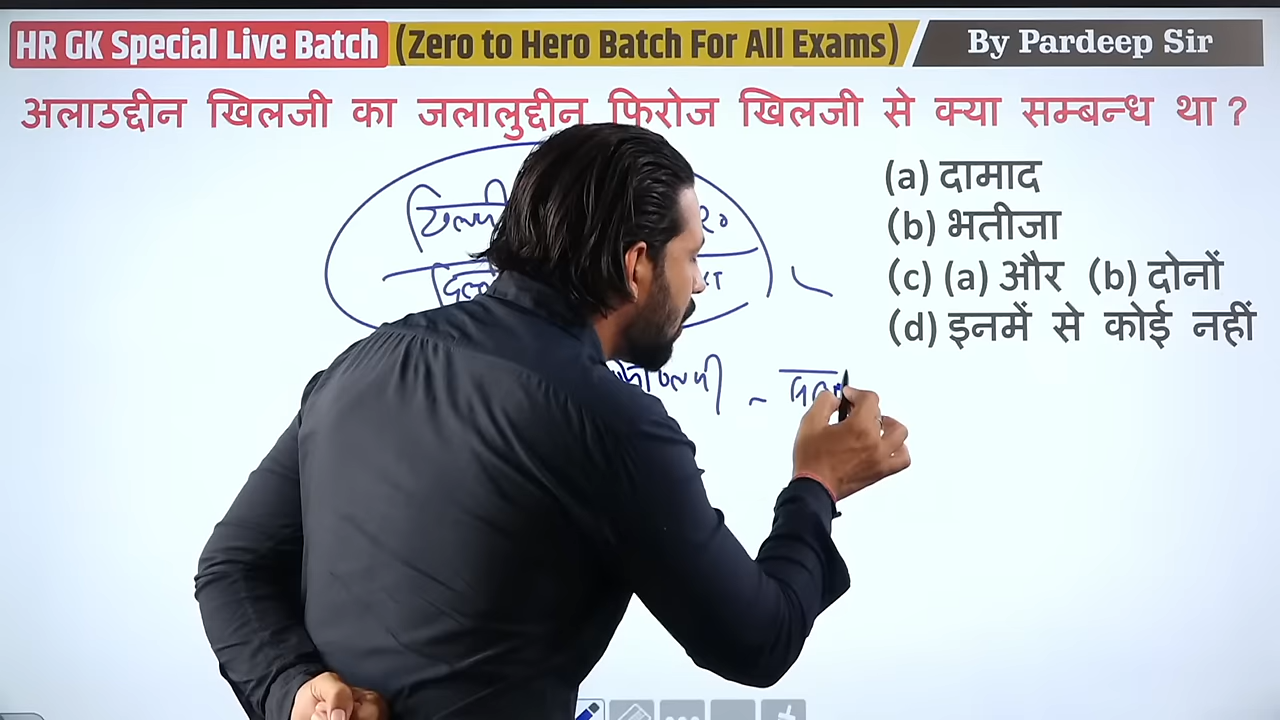 HR GK Special Live Batch (Zero to Hero Batch For All Exams) By Pardeep Sir
अलाउद्दीन खिलजी का जलालुद्दीन फिरोज खिलजी से क्या सम्बन्ध था ?
(a) दामाद
(b) भतीजा
(c) (a) और (b) दोनों
(d) इनमें से कोई नहीं